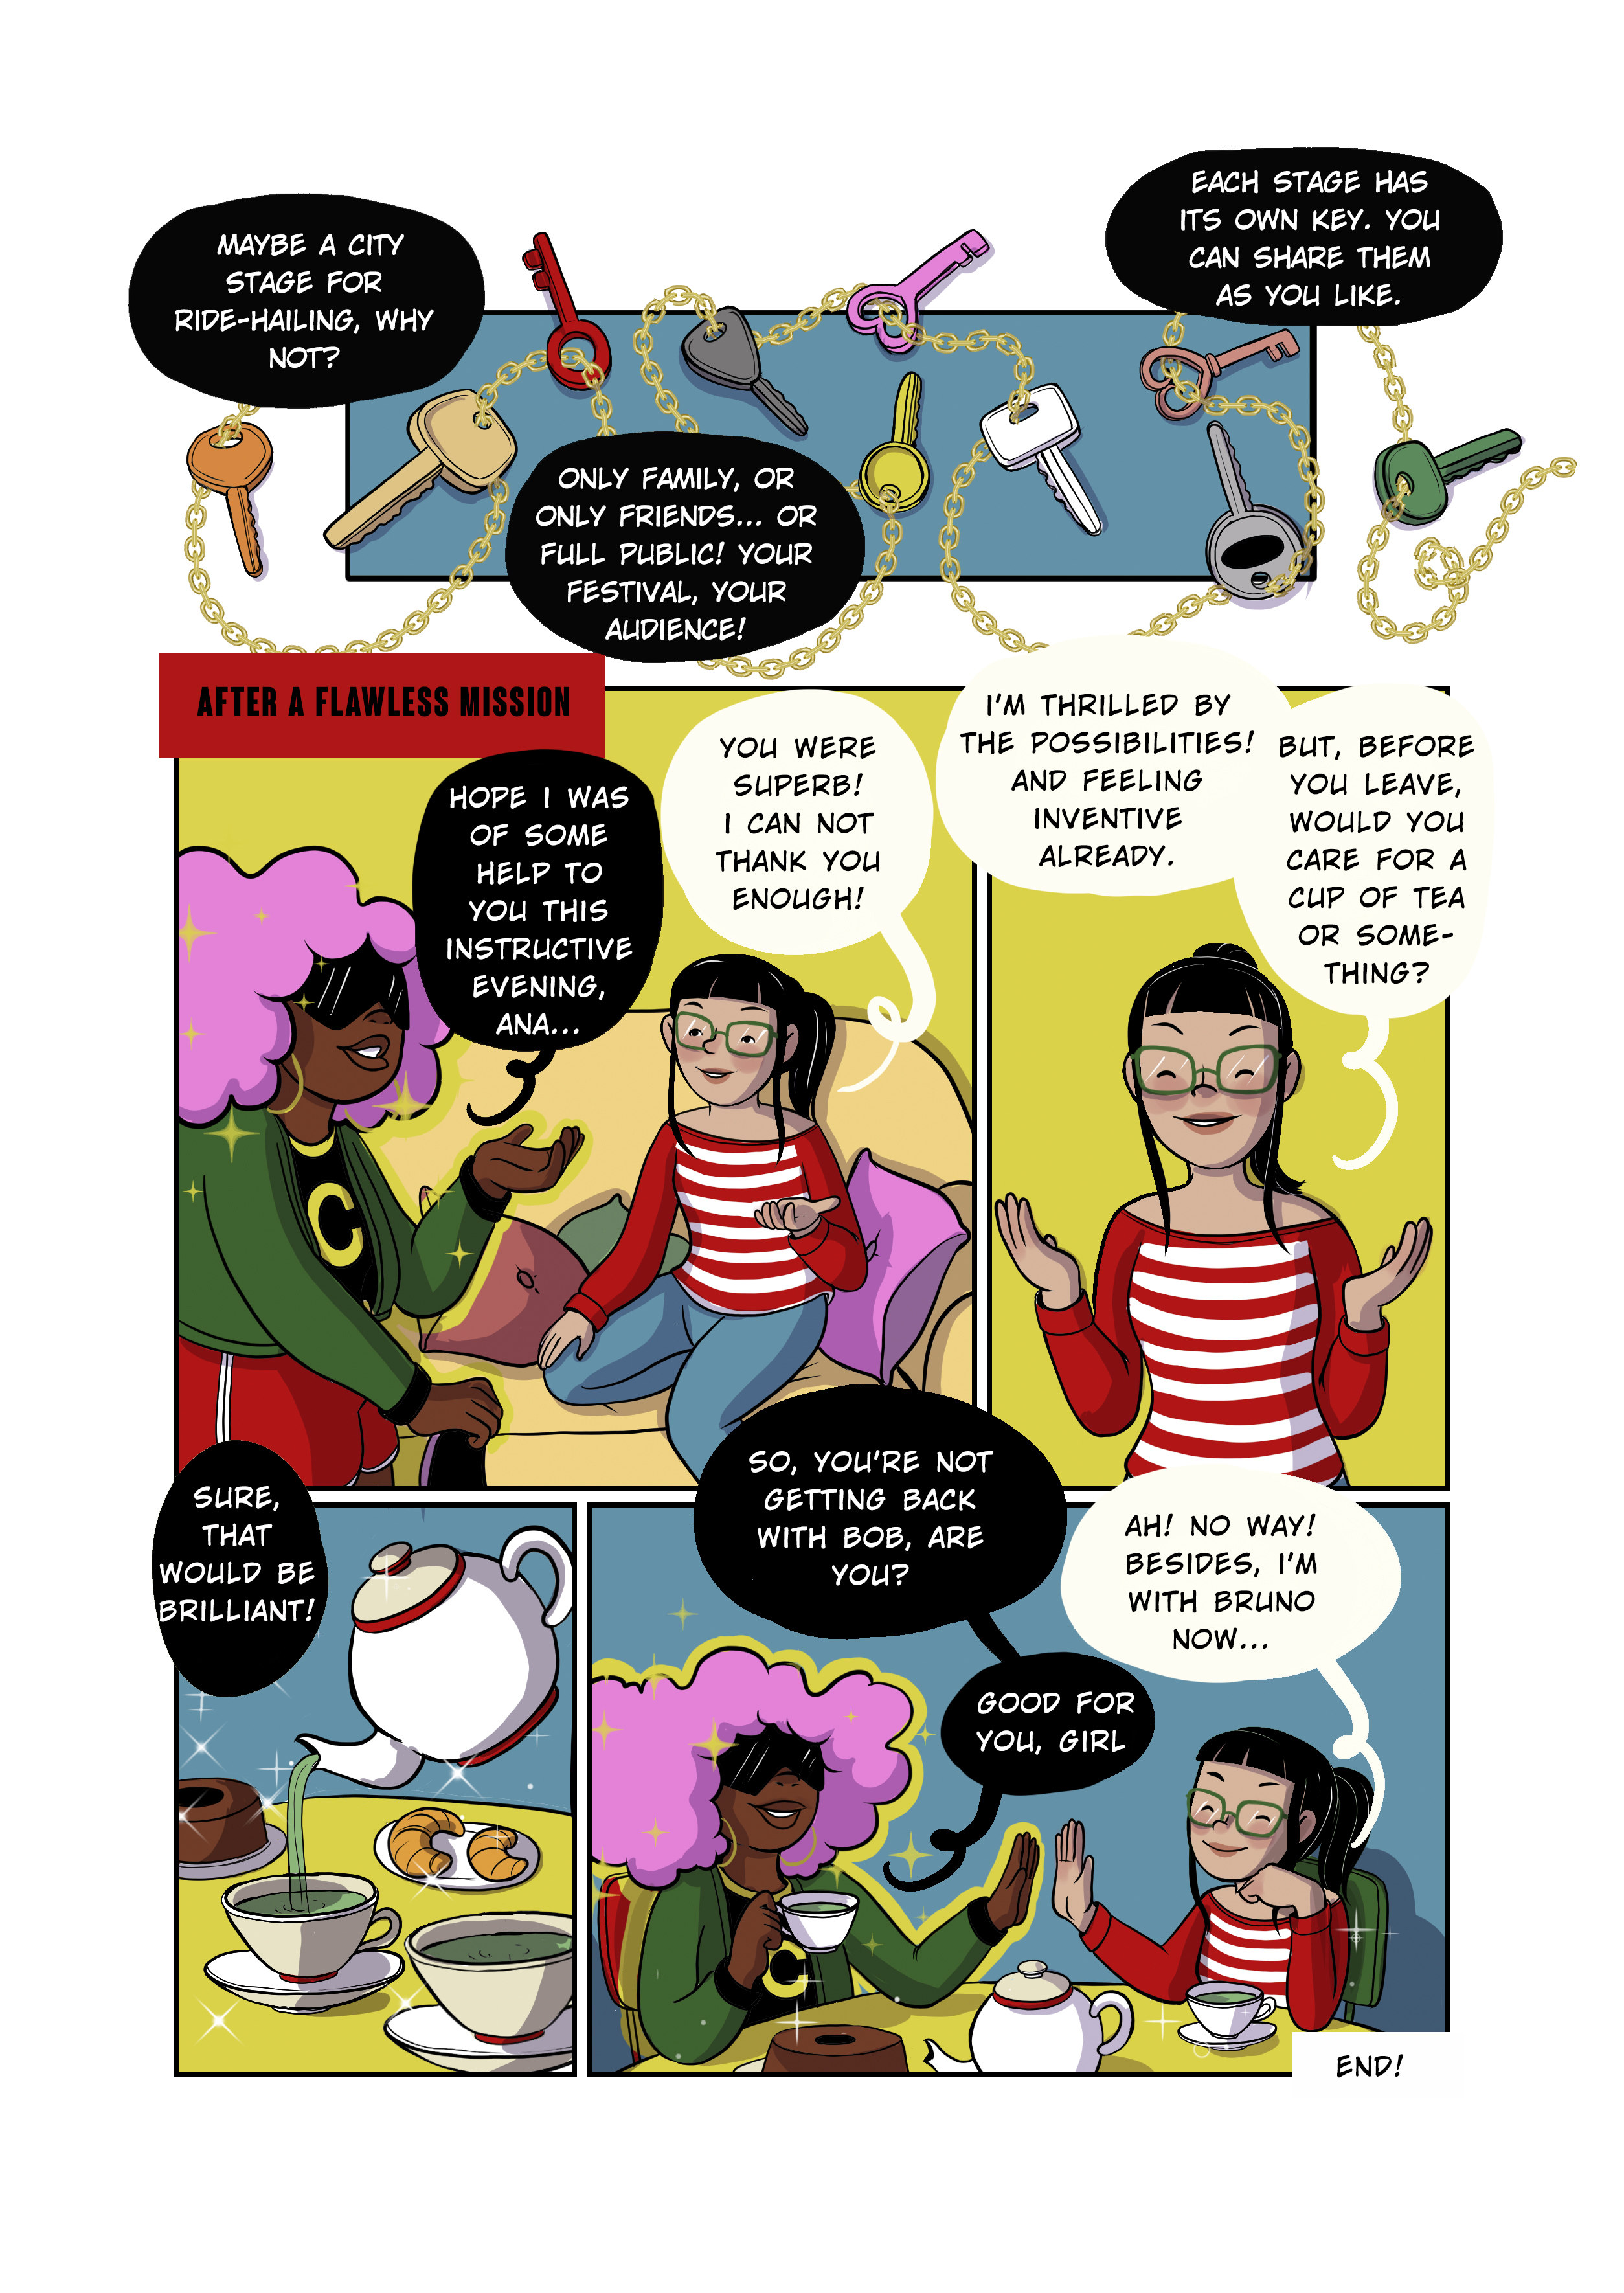 MAYBE A CITY
STAGE FOR
RIDE-HAILING, WHY
NOT?
ONLY FAMILY, OR
ONLY FRIENDS... OR
FULL PUBLIC! YOUR
FESTIVAL, YOUR
AUDIENCE!
EACH STAGE HAS
ITS OWN KEY. YOU
CAN SHARE THEM
AS YOU LIKE.
AFTER A FLAWLESS MISSION
HOPE I WAS
OF SOME
HELP TO
YOU THIS
INSTRUCTIVE
EVENING,
ANA...
YOU WERE
SUPERB!
I CAN NOT
THANK YOU
ENOUGH!
C
I'M THRILLED BY
THE POSSIBILITIES!
AND FEELING
INVENTIVE
ALREADY.
BUT, BEFORE
YOU LEAVE,
WOULD YOU
CARE FOR A
CUP OF TEA
OR SOME-
THING?
SURE,
THAT
WOULD BE
BRILLIANT!
SO, YOU'RE NOT
GETTING BACK
WITH BOB, ARE
YOU?
AH! NO WAY!
BESIDES, I'M
WITH BRUNO
NOW...
GOOD FOR
YOU, GIRL
C
END!